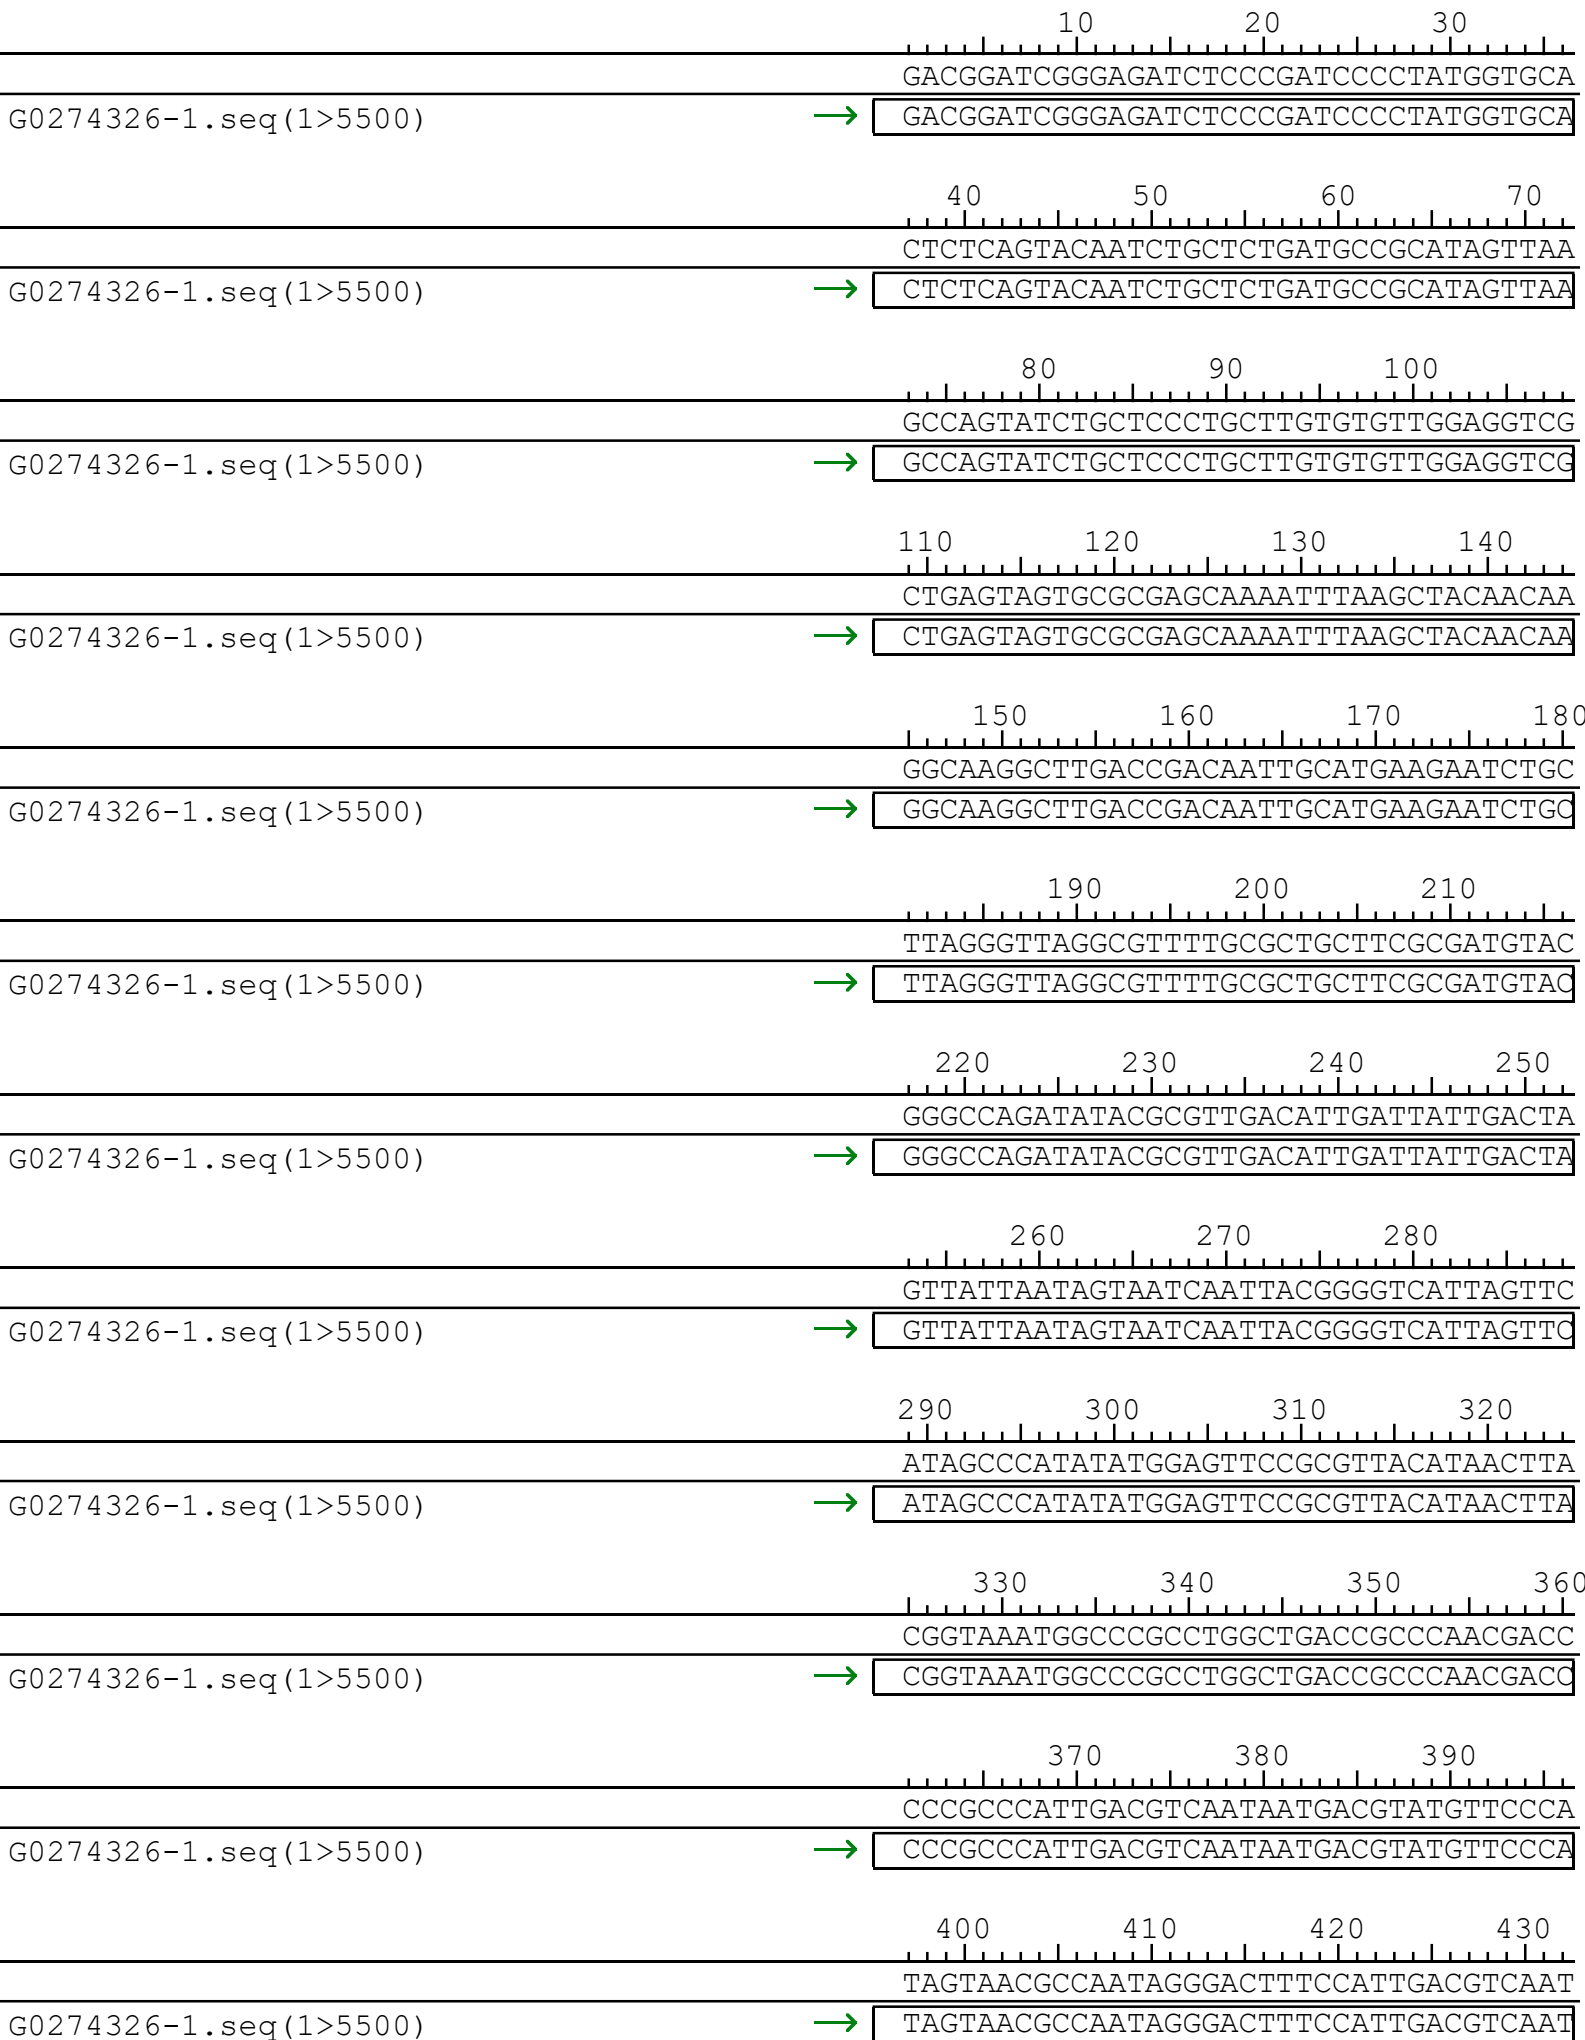 10 20 30
GACGGATCGGGAGATCTCCCGATCCCCTATGGTGCA
G0274326-1.seq(1>5500) → GACGGATCGGGAGATCTCCCGATCCCCTATGGTGCA
40 50 60 70
CTCTCAGTACAATCTGCTCTGATGCCGCATAGTTAA
G0274326-1.seq(1>5500) → CTCTCAGTACAATCTGCTCTGATGCCGCATAGTTAA
80 90 100
GCCAGTATCTGCTCCCTGCTTGTGTGTTGGAGGTCG
G0274326-1.seq(1>5500) → GCCAGTATCTGCTCCCTGCTTGTGTGTTGGAGGTCG
110 120 130 140
CTGAGTAGTGCGCGAGCAAAATTTAAGCTACAACAA
G0274326-1.seq(1>5500) → CTGAGTAGTGCGCGAGCAAAATTTAAGCTACAACAA
150 160 170 180
GGCAAGGCTTGACCGACAATTGCATGAAGAATCTGC
G0274326-1.seq(1>5500) → GGCAAGGCTTGACCGACAATTGCATGAAGAATCTGC
190 200 210
TTAGGGTTAGGCGTTTTGCGCTGCTTCGCGATGTAC
G0274326-1.seq(1>5500) → TTAGGGTTAGGCGTTTTGCGCTGCTTCGCGATGTAC
220 230 240 250
GGGCCAGATATACGCGTTGACATTGATTATTGACTA
G0274326-1.seq(1>5500) → GGGCCAGATATACGCGTTGACATTGATTATTGACTA
260 270 280
GTTATTAATAGTAATCAATTACGGGGTCATTAGTTC
G0274326-1.seq(1>5500) → GTTATTAATAGTAATCAATTACGGGGTCATTAGTTC
290 300 310 320
ATAGCCCATATATGGAGTTCCGCGTTACATAACTTA
G0274326-1.seq(1>5500) → ATAGCCCATATATGGAGTTCCGCGTTACATAACTTA
330 340 350 360
CGGTAAATGGCCCGCCTGGCTGACCGCCCAACGACC
G0274326-1.seq(1>5500) → CGGTAAATGGCCCGCCTGGCTGACCGCCCAACGACC
370 380 390
CCCGCCCATTGACGTCAATAATGACGTATGTTCCCA
G0274326-1.seq(1>5500) → CCCGCCCATTGACGTCAATAATGACGTATGTTCCCA
400 410 420 430
TAGTAACGCCAATAGGGACTTTCCATTGACGTCAAT
G0274326-1.seq(1>5500) → TAGTAACGCCAATAGGGACTTTCCATTGACGTCAAT